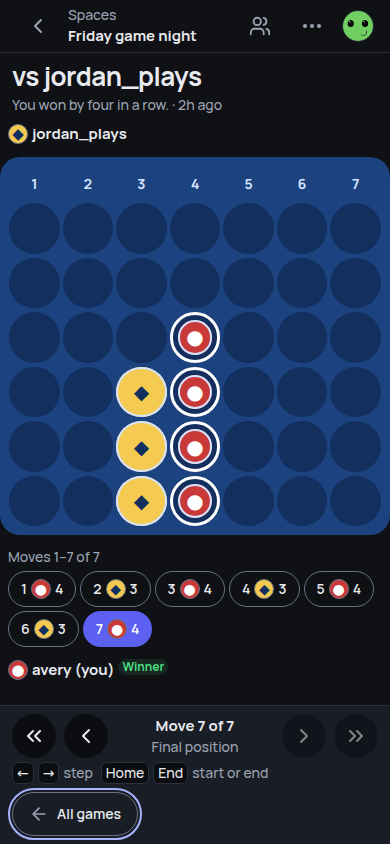 Spaces
Friday game night
vs jordan_plays
You won by four in a row. · 2h ago
jordan_plays
1 2 3 4 5 6 7
Moves 1–7 of 7
1 4 2 3 3 4 4 3 5 4
6 3 7 4
avery (you) Winner
Move 7 of 7
Final position
← → step Home End start or end
← All games